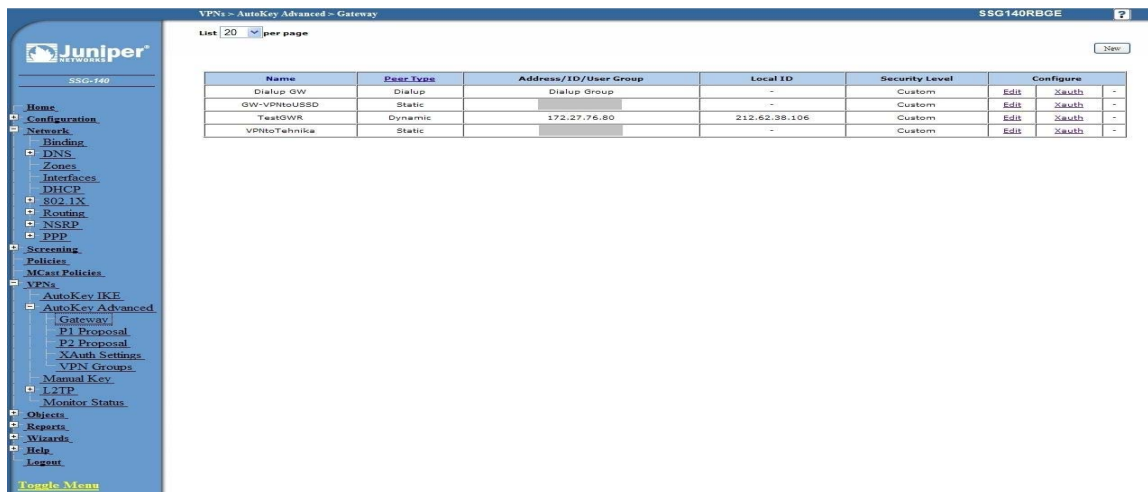 VPNs > AutoKey Advanced > Gateway
SSG140RBGE
?
List 20 per page
New
Juniper
NETWORKS
SSG-140
Home
Configuration
Network
Binding
DNS
Zones
Interfaces
DHCP
802.1X
Routing
NSRP
PPP
Screening
Policies
MCast Policies
VPNs
AutoKey IKE
AutoKey Advanced
Gateway
P1 Proposal
P2 Proposal
XAuth Settings
VPN Groups
Manual Key
L2TP
Monitor Status
Objects
Reports
Wizards
Help
Logout
Toggle Menu
Name Peer Type Address/ID/User Group Local ID Security Level Configure
Dialup GW Dialup Dialup Group - Custom Edit Xauth -
GW-VPNtoUSSD Static - Custom Edit Xauth -
TestGWR Dynamic 172.27.76.80 212.62.38.106 Custom Edit Xauth -
VPNtoTehnika Static - Custom Edit Xauth -